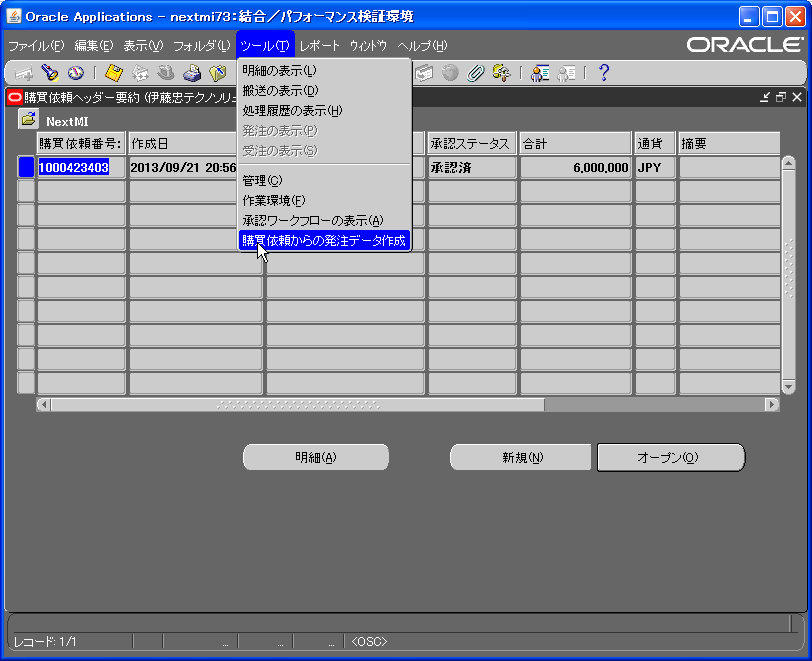 Oracle Applications - nextmi73:結合／パフォーマンス検証環境
ファイル(F) 編集(E) 表示(V) フォルダ(L) ツール(T) レポート ウィンドウ ヘルプ(H)
ORACLE
購買依頼ヘッダー要約 (伊藤忠テクノソリュ
NextMI
明細の表示(L)
搬送の表示(D)
処理履歴の表示(H)
発注の表示(P)
受注の表示(S)
管理(C)
作業環境(F)
承認ワークフローの表示(A)
購買依頼からの発注データ作成
購買依頼番号: 作成日 承認ステータス 合計 通貨 摘要
1000423403 2013/09/21 20:56 承認済 6,000,000 JPY
明細(A) 新規(N) オープン(O)
レコード: 1/1 ... ... ... <OSC>